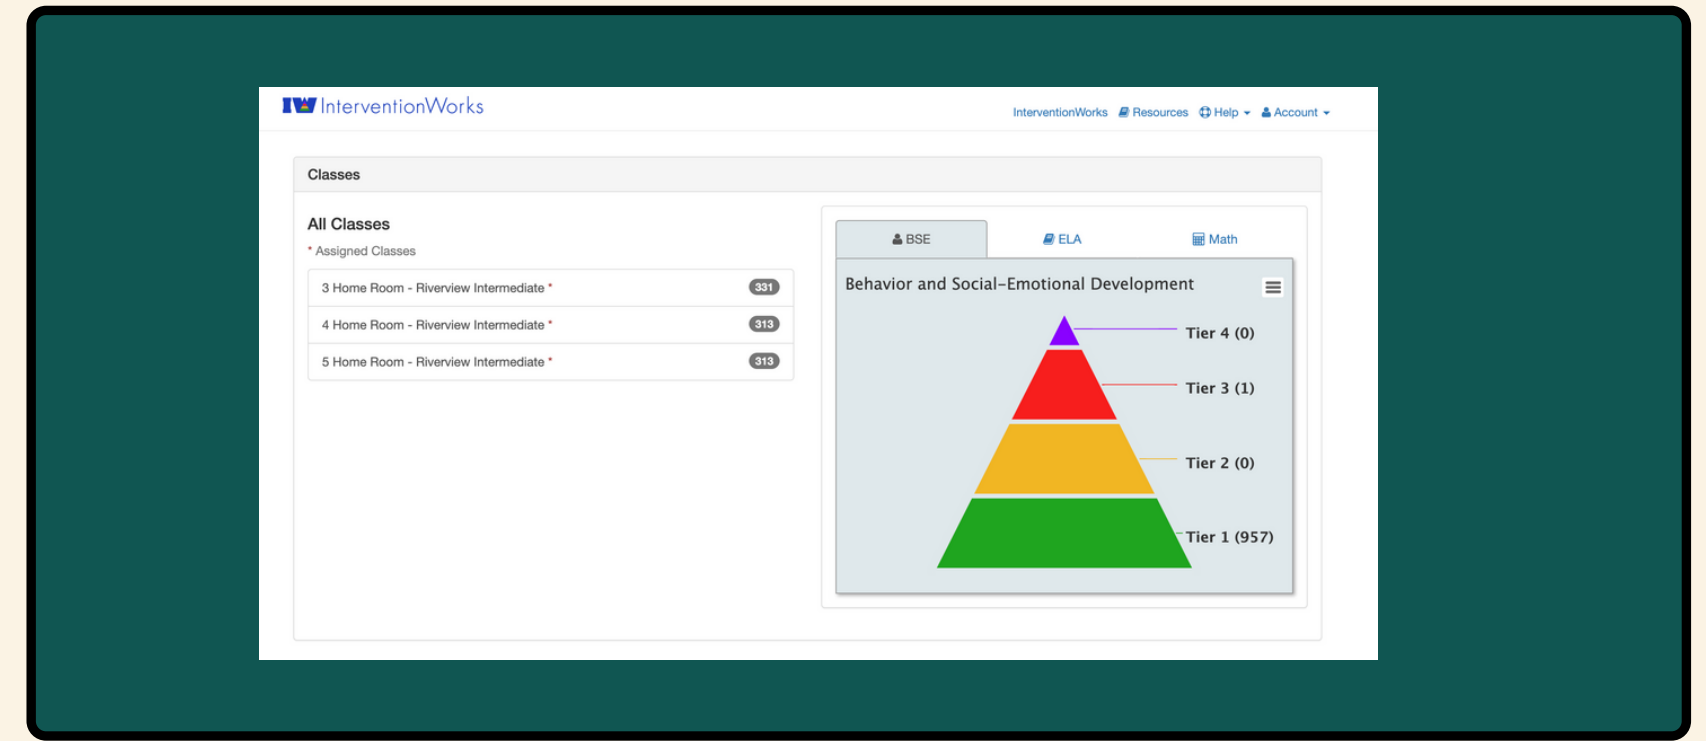 IW InterventionWorks
InterventionWorks Resources Help Account
Classes
All Classes
* Assigned Classes
3 Home Room - Riverview Intermediate * 331
4 Home Room - Riverview Intermediate * 313
5 Home Room - Riverview Intermediate * 313
BSE ELA Math
Behavior and Social-Emotional Development
Tier 4 (0)
Tier 3 (1)
Tier 2 (0)
Tier 1 (957)